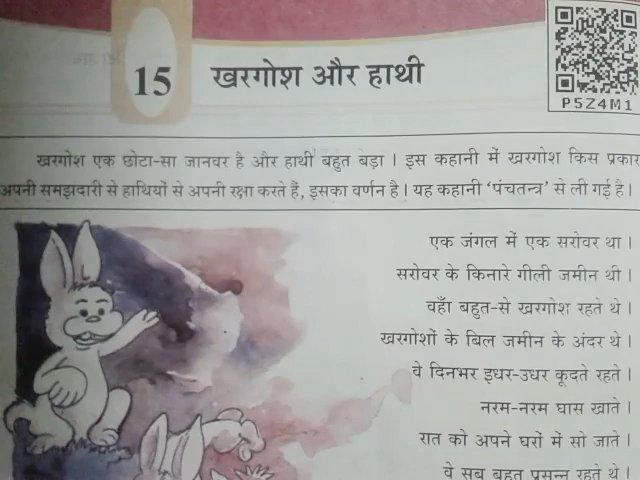 15 खरगोश और हाथी
P5Z4M1
खरगोश एक छोटा-सा जानवर है और हाथी बहुत बड़ा । इस कहानी में खरगोश किस प्रकार
अपनी समझदारी से हाथियों से अपनी रक्षा करते हैं, इसका वर्णन है । यह कहानी ‘पंचतन्त्र’ से ली गई है ।
एक जंगल में एक सरोवर था ।
सरोवर के किनारे गीली जमीन थी ।
वहाँ बहुत-से खरगोश रहते थे ।
खरगोशों के बिल जमीन के अंदर थे ।
वे दिनभर इधर-उधर कूदते रहते ।
नरम-नरम घास खाते ।
रात को अपने घरों में सो जाते ।
वे सब बहुत प्रसन्न रहते थे ।